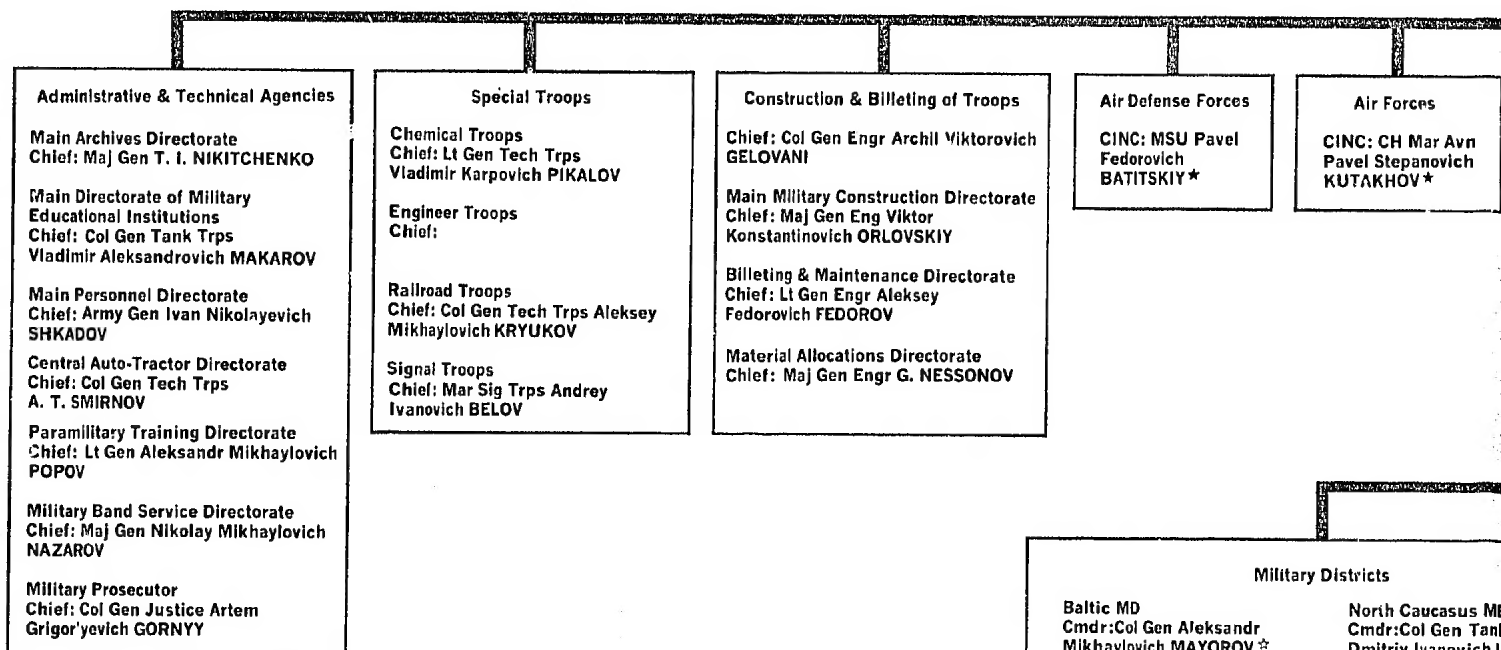 Administrative & Technical Agencies
Main Archives Directorate
Chief: Maj Gen T. I. NIKITCHENKO
Main Directorate of Military
Educational Institutions
Chief: Col Gen Tank Trps
Vladimir Aleksandrovich MAKAROV
Main Personnel Directorate
Chief: Army Gen Ivan Nikolayevich
SHKADOV
Central Auto-Tractor Directorate
Chief: Col Gen Tech Trps
A. T. SMIRNOV
Paramilitary Training Directorate
Chief: Lt Gen Aleksandr Mikhaylovich
POPOV
Military Band Service Directorate
Chief: Maj Gen Nikolay Mikhaylovich
NAZAROV
Military Prosecutor
Chief: Col Gen Justice Artem
Grigor'yevich GORNYY
Special Troops
Chemical Troops
Chief: Lt Gen Tech Trps
Vladimir Karpovich PIKALOV
Engineer Troops
Chief:
Railroad Troops
Chief: Col Gen Tech Trps Aleksey
Mikhaylovich KRYUKOV
Signal Troops
Chief: Mar Sig Trps Andrey
Ivanovich BELOV
Construction & Billeting of Troops
Chief: Col Gen Engr Archil Viktorovich
GELOVANI
Main Military Construction Directorate
Chief: Maj Gen Eng Viktor
Konstantinovich ORLOVSKIY
Billeting & Maintenance Directorate
Chief: Lt Gen Engr Aleksey
Fedorovich FEDOROV
Material Allocations Directorate
Chief: Maj Gen Engr G. NESSONOV
Air Defense Forces
CINC: MSU Pavel
Fedorovich
BATITSKIY★
Air Forces
CINC: CH Mar Avn
Pavel Stepanovich
KUTAKHOV★
Military Districts
Baltic MD
Cmdr:Col Gen Aleksandr
Mikhaylovich MAYOROV☆
North Caucasus
Cmdr:Col Gen Tank
Dmitriy Ivanovich